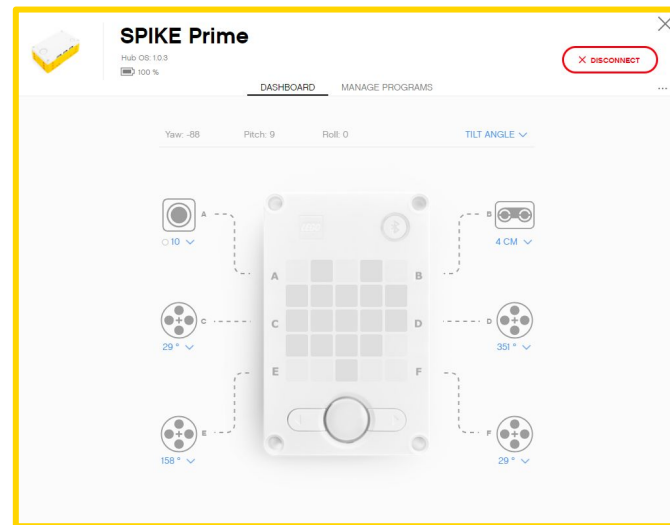 SPIKE Prime
Hub OS: 1.0.3
100 %
DISCONNECT
DASHBOARD MANAGE PROGRAMS
Yaw: -88 Pitch: 9 Roll: 0 TILT ANGLE
A B
10 4 CM
A B
C C D D
29 ° 351 °
E F
E F
158 ° 29 °